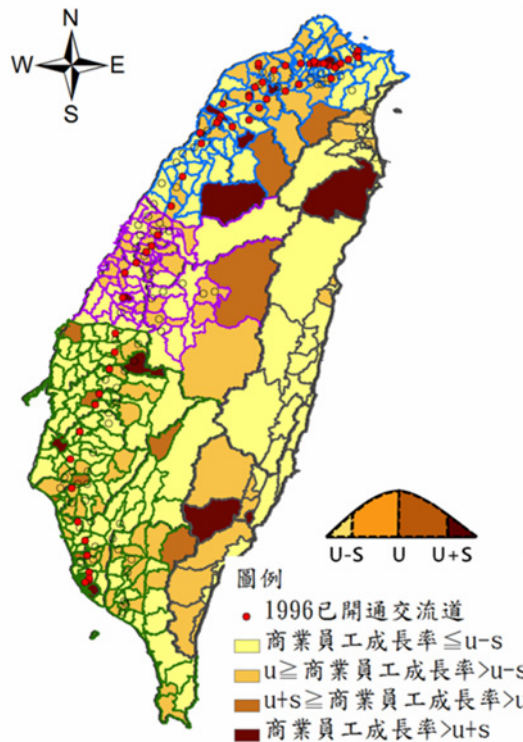 N
W E
S
U-S U U+S
圖例
1996已開通交流道
商業員工成長率≦u-s
u≧商業員工成長率>u-s
u+s≧商業員工成長率>u
商業員工成長率>u+s